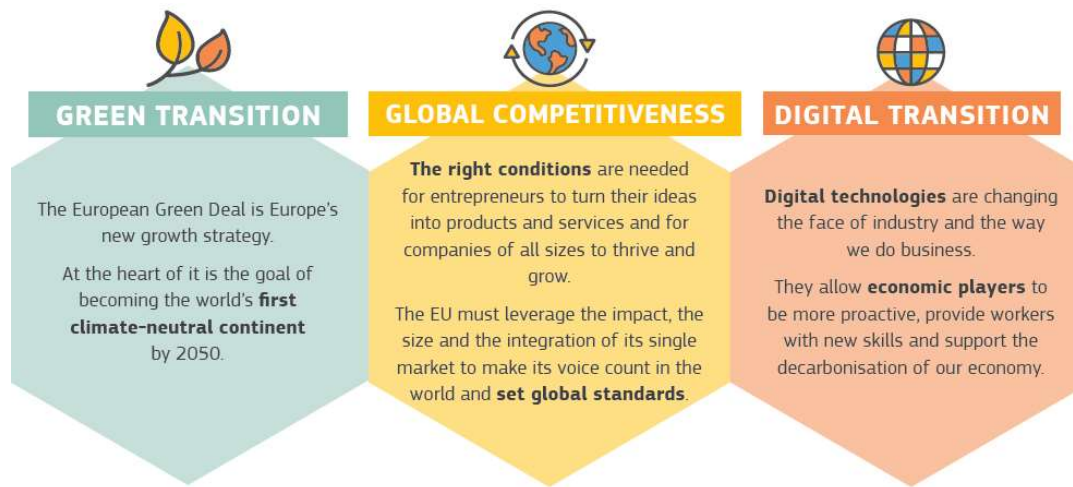 GREEN TRANSITION
The European Green Deal is Europe's
new growth strategy.
At the heart of it is the goal of
becoming the world's first
climate-neutral continent
by 2050.
GLOBAL COMPETITIVENESS
The right conditions are needed
for entrepreneurs to turn their ideas
into products and services and for
companies of all sizes to thrive and
grow.
The EU must leverage the impact, the
size and the integration of its single
market to make its voice count in the
world and set global standards.
DIGITAL TRANSITION
Digital technologies are changing
the face of industry and the way
we do business.
They allow economic players to
be more proactive, provide workers
with new skills and support the
decarbonisation of our economy.